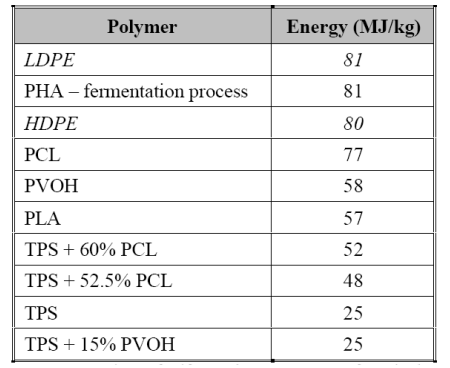 Polymer Energy (MJ/kg)
LDPE 81
PHA – fermentation process 81
HDPE 80
PCL 77
PVOH 58
PLA 57
TPS + 60% PCL 52
TPS + 52.5% PCL 48
TPS 25
TPS + 15% PVOH 25